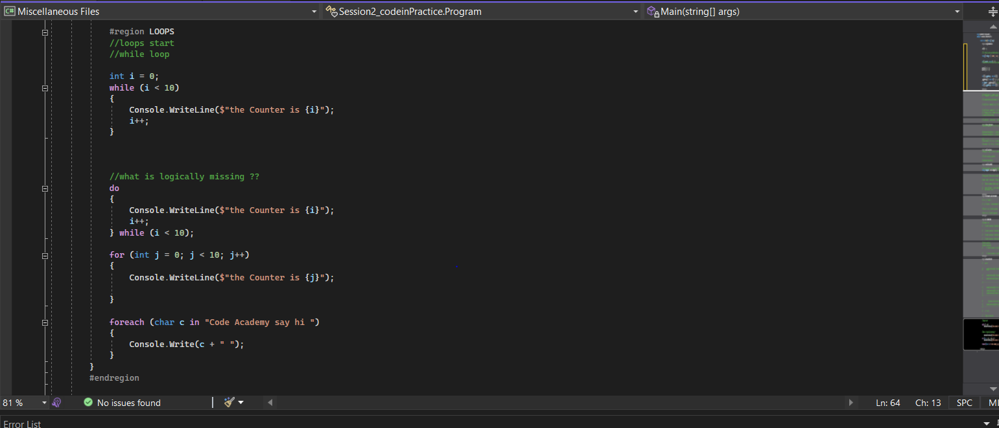 C# Miscellaneous Files Session2_codeinPractice.Program Main(string[] args)
#region LOOPS
//loops start
//while loop
int i = 0;
while (i < 10)
{
Console.WriteLine($"the Counter is {i}");
i++;
}
//what is logically missing ??
do
{
Console.WriteLine($"the Counter is {i}");
i++;
} while (i < 10);
for (int j = 0; j < 10; j++)
{
Console.WriteLine($"the Counter is {j}");
}
foreach (char c in "Code Academy say hi ")
{
Console.Write(c + " ");
}
}
#endregion
81 % No issues found Ln: 64 Ch: 13 SPC
Error List